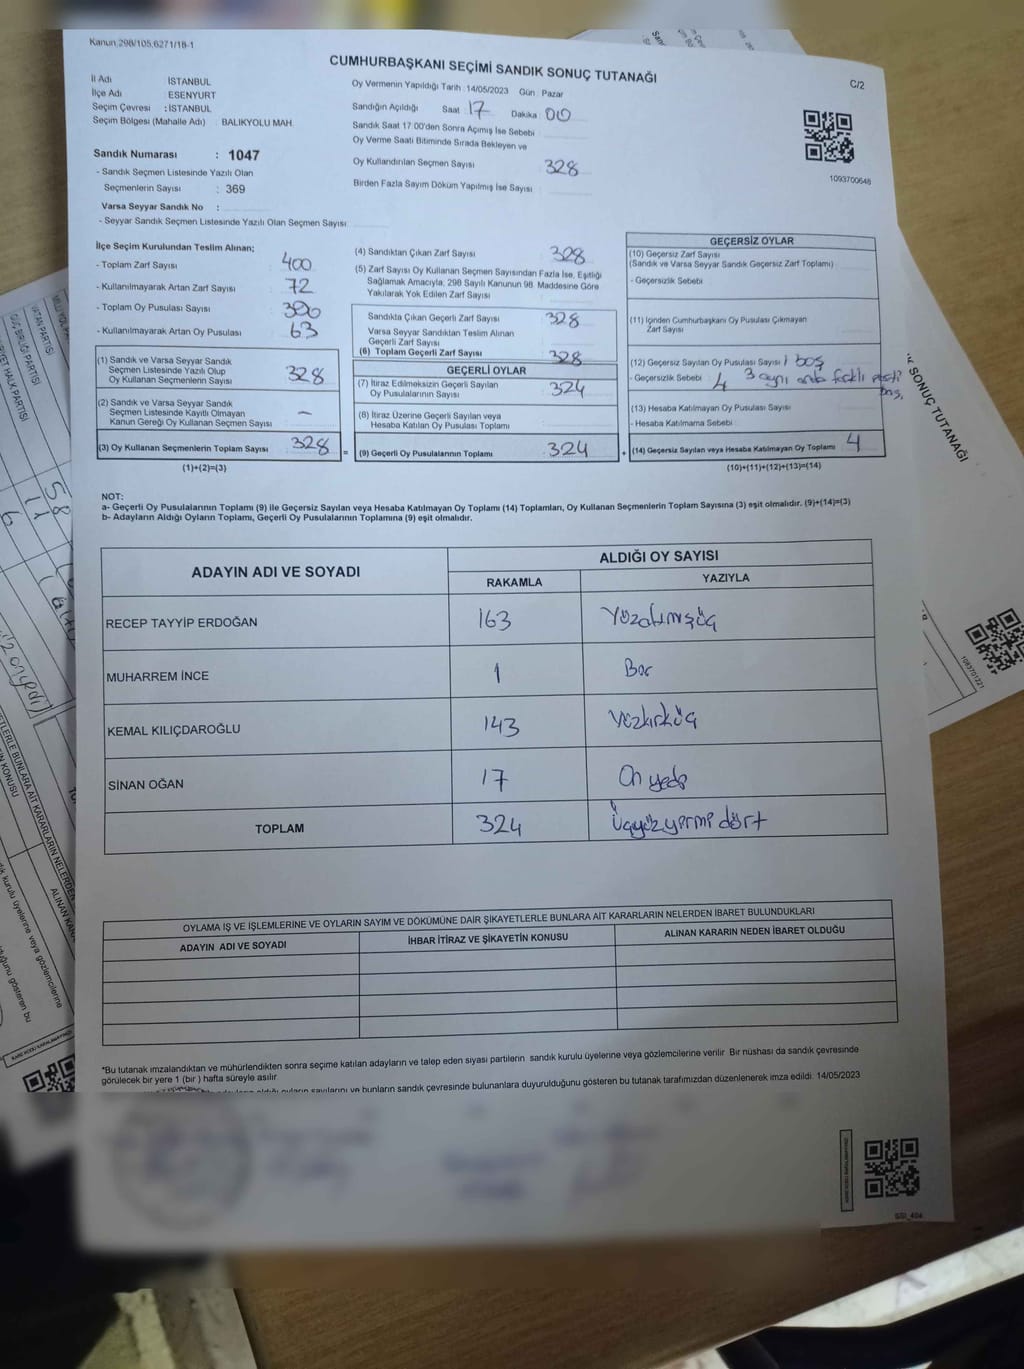 Kanun 298/105,6271/18-1
CUMHURBAŞKANI SEÇİMİ SANDIK SONUÇ TUTANAĞI
C/2
İl Adı İSTANBUL
İlçe Adı : ESENYURT
Seçim Çevresi : İSTANBUL
Seçim Bölgesi (Mahalle Adı) : BALIKYOLU MAH.
Sandık Numarası : 1047
- Sandık Seçmen Listesinde Yazılı Olan
Seçmenlerin Sayısı : 369
Varsa Seyyar Sandık No :
- Seyyar Sandık Seçmen Listesinde Yazılı Olan Seçmen Sayısı
Oy Vermenin Yapıldığı Tarih : 14/05/2023 Gün : Pazar
Sandığın Açıldığı Saat : 17 Dakika : 00
Sandık Saat 17:00'den Sonra Açımış İse Sebebi
Oy Verme Saati Bitiminde Sırada Bekleyen ve
Oy Kullandırılan Seçmen Sayısı 328
Birden Fazla Sayım Döküm Yapılmış İse Sayısı
1093700648
İlçe Seçim Kurulundan Teslim Alınan;
- Toplam Zarf Sayısı 400
- Kullanılmayarak Artan Zarf Sayısı 72
- Toplam Oy Pusulası Sayısı
- Kullanılmayarak Artan Oy Pusulası 63
(1) Sandık ve Varsa Seyyar Sandık
Seçmen Listesinde Yazılı Olup
Oy Kullanan Seçmenlerin Sayısı 328
(2) Sandık ve Varsa Seyyar Sandık
Seçmen Listesinde Kayıtlı Olmayan
Kanun Gereği Oy Kullanan Seçmen Sayısı –
(3) Oy Kullanan Seçmenlerin Toplam Sayısı 328
(1)+(2)=(3)
(4) Sandıktan Çıkan Zarf Sayısı 328
(5) Zarf Sayısı Oy Kullanan Seçmen Sayısından Fazla İse, Eşitliği
Sağlamak Amacıyla, 298 Sayılı Kanunun 98. Maddesine Göre
Yakılarak Yok Edilen Zarf Sayısı
Sandıkta Çıkan Geçerli Zarf Sayısı 328
Varsa Seyyar Sandıktan Teslim Alınan
Geçerli Zarf Sayısı
(6) Toplam Geçerli Zarf Sayısı 328
GEÇERLİ OYLAR
(7) İtiraz Edilmeksizin Geçerli Sayılan
Oy Pusulalarının Sayısı 324
(8) İtiraz Üzerine Geçerli Sayılan veya
Hesaba Katılan Oy Pusulası Toplamı
= (9) Geçerli Oy Pusulalarının Toplamı 324
GEÇERSİZ OYLAR
(10) Geçersiz Zarf Sayısı
(Sandık ve Varsa Seyyar Sandık Geçersiz Zarf Toplamı)
- Geçersizlik Sebebi
(11) İçinden Cumhurbaşkanı Oy Pusulası Çıkmayan
Zarf Sayısı
(12) Geçersiz Sayılan Oy Pusulası Sayısı 1 boş
- Geçersizlik Sebebi 4 3 aynı anda farklı
(13) Hesaba Katılmayan Oy Pusulası Sayısı
- Hesaba Katılmama Sebebi
+ (14) Geçersiz Sayılan veya Hesaba Katılmayan Oy Toplamı 4
(10)+(11)+(12)+(13)=(14)
NOT:
a- Geçerli Oy Pusulalarının Toplamı (9) ile Geçersiz Sayılan veya Hesaba Katılmayan Oy Toplamı (14) Toplamları, Oy Kullanan Seçmenlerin Toplam Sayısına (3) eşit olmalıdır. (9)+(14)=(3)
b- Adayların Aldığı Oyların Toplamı, Geçerli Oy Pusulalarının Toplamına (9) eşit olmalıdır.
ADAYIN ADI VE SOYADI
ALDIĞI OY SAYISI
RAKAMLA YAZIYLA
RECEP TAYYİP ERDOĞAN 163 Yüzaltmışüç
MUHARREM İNCE 1 Bir
KEMAL KILIÇDAROĞLU 143 Yüzkırküç
SİNAN OĞAN 17 On yedi
TOPLAM 324 Üçyüz yirmi dört
OYLAMA İŞ VE İŞLEMLERİNE VE OYLARIN SAYIM VE DÖKÜMÜNE DAİR ŞİKAYETLERLE BUNLARA AİT KARARLARIN NELERDEN İBARET BULUNDUKLARI
ADAYIN ADI VE SOYADI İHBAR İTİRAZ VE ŞİKAYETİN KONUSU ALINAN KARARIN NEDEN İBARET OLDUĞU
*Bu tutanak imzalandıktan ve mühürlendikten sonra seçime katılan adayların ve talep eden siyasi partilerin sandık kurulu üyelerine veya gözlemcilerine verilir. Bir nüshası da sandık çevresinde
görülecek bir yere 1 (bir) hafta süreyle asılır.
sayılarını ve bunların sandık çevresinde bulunanlara duyurulduğunu gösteren bu tutanak tarafımızdan düzenlenerek imza edildi. 14/05/2023
SSI_404
SONUÇ TUTANAĞI
1093701221
VATAN PARTİSİ
GÜÇ BİRLİĞİ PARTİSİ
HALK PARTİSİ
58
11
6